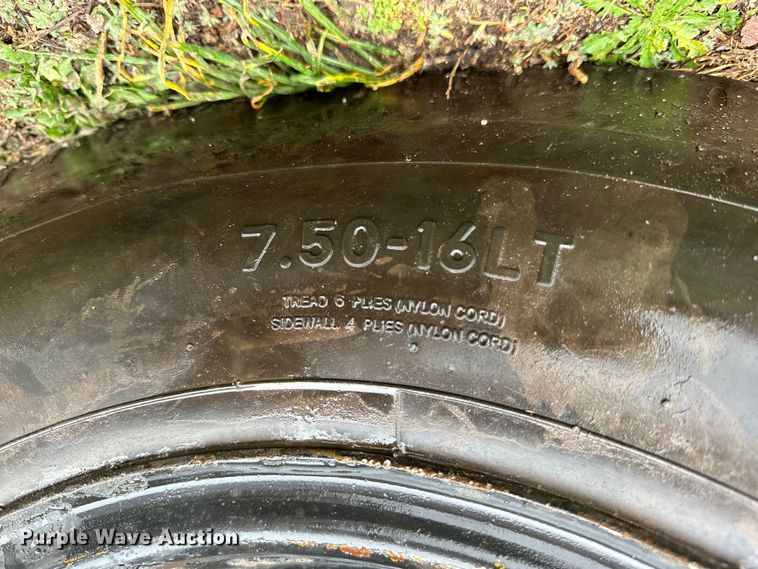 7.50-16LT
TREAD 6 PLIES (NYLON CORD)
SIDEWALL 4 PLIES (NYLON CORD)
Purple Wave Auction